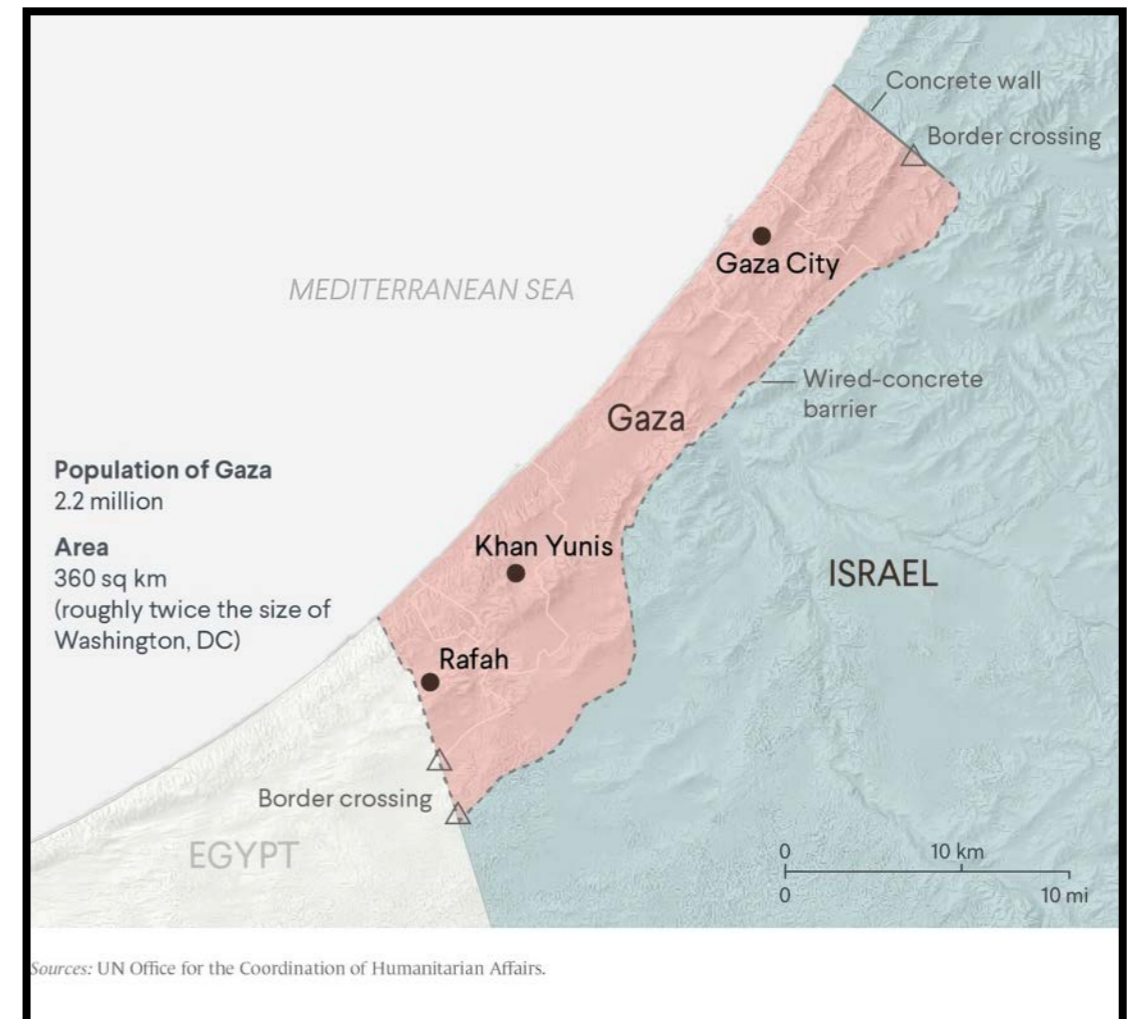 Concrete wall
Border crossing
Gaza City
MEDITERRANEAN SEA
Wired-concrete
barrier
Gaza
Population of Gaza
2.2 million
Area
360 sq km
(roughly twice the size of
Washington, DC)
Khan Yunis
ISRAEL
Rafah
Border crossing
EGYPT
0 10 km
0 10 mi
Sources: UN Office for the Coordination of Humanitarian Affairs.